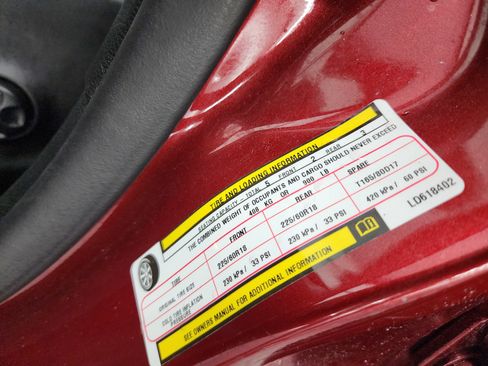 TIRE AND LOADING INFORMATION
SEATING CAPACITY - TOTAL 5 FRONT 2 REAR 3
THE COMBINED WEIGHT OF OCCUPANTS AND CARGO SHOULD NEVER EXCEED
408 KG OR 900 LB
TIRE FRONT REAR SPARE
ORIGINAL TIRE SIZE 225/60R18 225/60R18 T165/80D17
COLD TIRE INFLATION PRESSURE 230 kPa/ 33 PSI 230 kPa/ 33 PSI 420 kPa/ 60 PSI
SEE OWNERS MANUAL FOR ADDITIONAL INFORMATION
LD618402